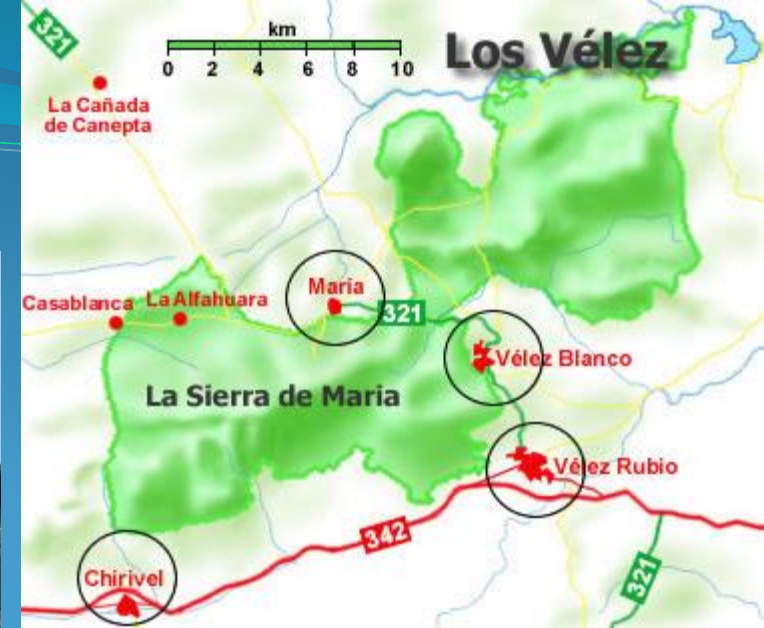 321
km
0 2 4 6 8 10
Los Vélez
La Cañada
de Canepta
María
Casablanca
La Alfahuara
321
Vélez Blanco
La Sierra de Maria
Vélez Rubio
342
Chirivel
321